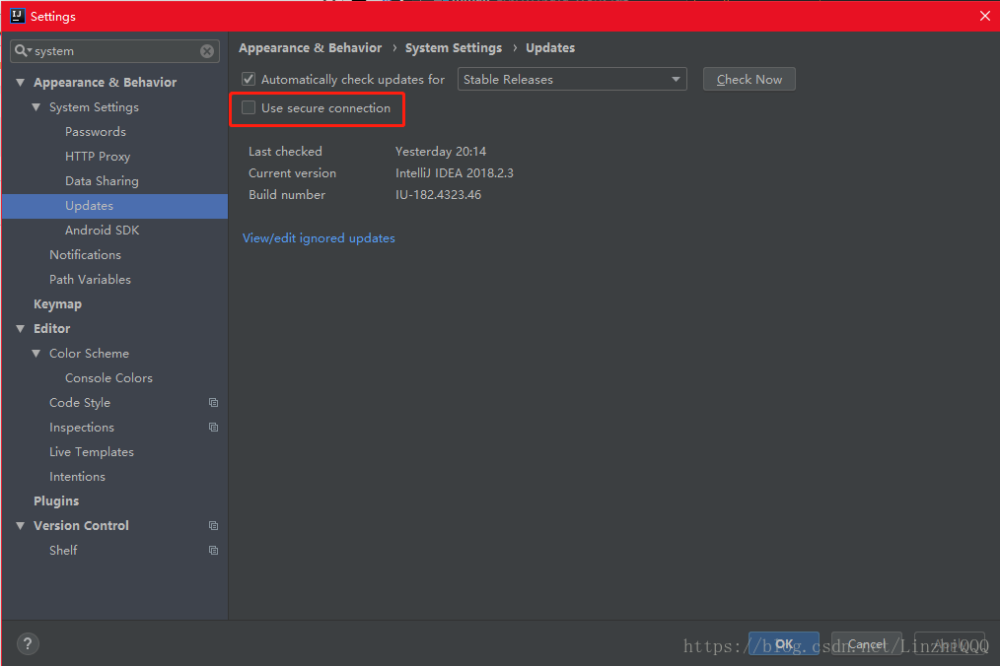 Settings
system
Appearance & Behavior
System Settings
Passwords
HTTP Proxy
Data Sharing
Updates
Android SDK
Notifications
Path Variables
Keymap
Editor
Color Scheme
Console Colors
Code Style
Inspections
Live Templates
Intentions
Plugins
Version Control
Shelf
Appearance & Behavior › System Settings › Updates
Automatically check updates for Stable Releases Check Now
Use secure connection
Last checked Yesterday 20:14
Current version IntelliJ IDEA 2018.2.3
Build number IU-182.4323.46
View/edit ignored updates
?
OK Cancel Apply
https://blog.csdn.net/LinzhiQQQ